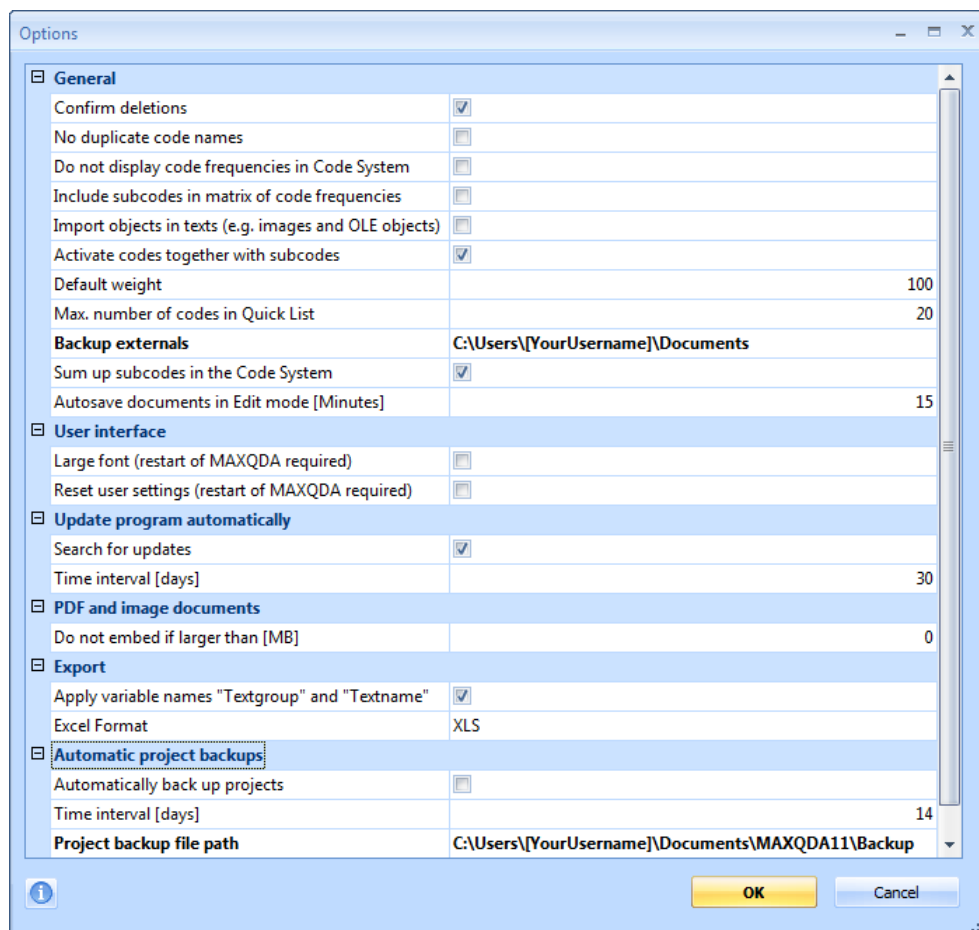 Options
General
Confirm deletions
No duplicate code names
Do not display code frequencies in Code System
Include subcodes in matrix of code frequencies
Import objects in texts (e.g. images and OLE objects)
Activate codes together with subcodes
Default weight 100
Max. number of codes in Quick List 20
Backup externals C:\Users\[YourUsername]\Documents
Sum up subcodes in the Code System
Autosave documents in Edit mode [Minutes] 15
User interface
Large font (restart of MAXQDA required)
Reset user settings (restart of MAXQDA required)
Update program automatically
Search for updates
Time interval [days] 30
PDF and image documents
Do not embed if larger than [MB] 0
Export
Apply variable names "Textgroup" and "Textname"
Excel Format XLS
Automatic project backups
Automatically back up projects
Time interval [days] 14
Project backup file path C:\Users\[YourUsername]\Documents\MAXQDA11\Backup
OK Cancel